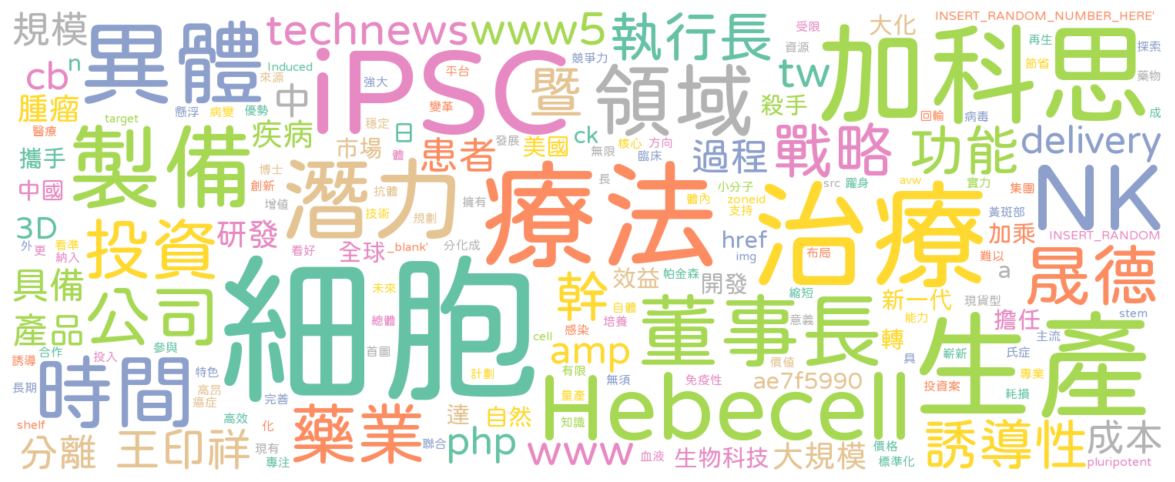 規模
異體
technews
www5
執行長
大化
INSERT_RANDOM_NUMBER_HERE'
受限
資源
再生
探索
競爭力
節省
藥物
cb
n
Induced
來源
強大
平台
iPSC
暨
領域
tw
加科思
殺手
回輸
病毒
成
腫瘤
懸浮
病變
優勢
中
穩定
變革
醫療
target
製備
疾病
發展
日
ck
無限
核心
方向
戰略
功能
delivery
攜手
市場
體
患者
美國
臨床
過程
中國
博士
創新
潛力
抗體
長
療法
小分子
src
躍身
avw
實力
集團
NK
增值
擁有
體內
zoneid
支持
治療
黃斑部
3D
技術
規劃
外
更
看準
納入
投資
研發
看好
全球
blank'
分化成
href
img
布局
加乘
INSERT_RANDOM
難以
具備
公司
細胞
未來
幹
效益
自體
帕金森
開發
縮短
a
晟德
新一代
現貨型
能力
stem
產品
總體
感染
培養
董事長
意義
擔任
轉
嶄新
氏症
主流
合作
誘導
投入
參與
首圖
cell
amp
價值
具
生產
長期
時間
特色
高昂
癌症
計劃
有限
無須
免疫性
ae7f5990
投資案
專業
耗損
完善
量產
Hebecell
shelf
高效
化
藥業
達
自然
知識
分離
王印祥
現有
專注
聯合
php
www
血液
生物科技
大規模
價格
標準化
誘導性
成本
pluripotent